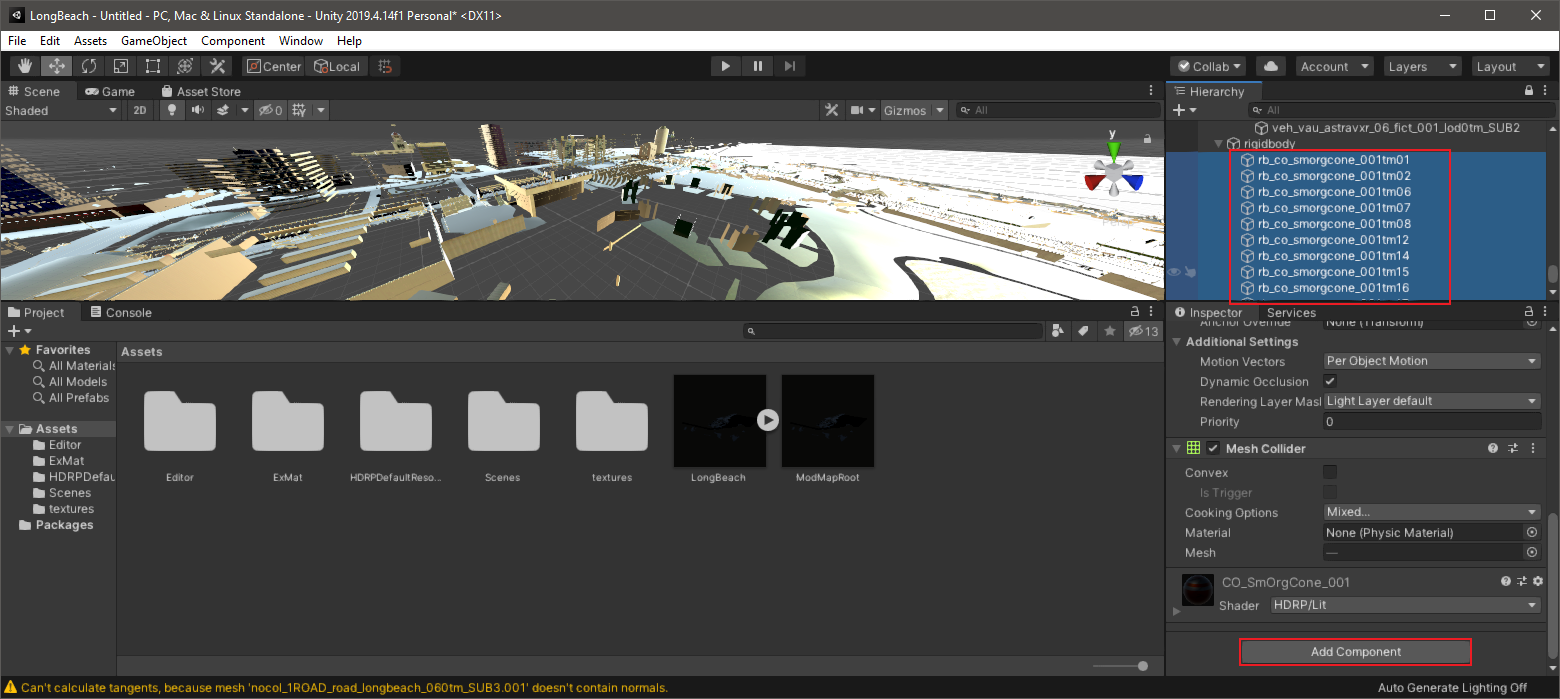 LongBeach - Untitled - PC, Mac & Linux Standalone - Unity 2019.4.14f1 Personal* <DX11>
File Edit Assets GameObject Component Window Help
Center Local Collab Account Layers Layout
Scene Game Asset Store
Shaded 2D 0 Gizmos All
y
Hierarchy
All
veh_vau_astravxr_06_fict_001_lod0tm_SUB2
rigidbody
rb_co_smorgcone_001tm01
rb_co_smorgcone_001tm02
rb_co_smorgcone_001tm06
rb_co_smorgcone_001tm07
rb_co_smorgcone_001tm08
rb_co_smorgcone_001tm12
rb_co_smorgcone_001tm14
rb_co_smorgcone_001tm15
rb_co_smorgcone_001tm16
Project Console
13
Favorites
All Materials
All Models
All Prefabs
Assets
Editor
ExMat
HDRPDefau
Scenes
textures
Packages
Assets
Editor ExMat HDRPDefaultReso... Scenes textures LongBeach ModMapRoot
Inspector Services
Anchor Override None (Transform)
Additional Settings
Motion Vectors Per Object Motion
Dynamic Occlusion
Rendering Layer Mask Light Layer default
Priority 0
Mesh Collider
Convex
Is Trigger
Cooking Options Mixed...
Material None (Physic Material)
Mesh —
CO_SmOrgCone_001
Shader HDRP/Lit
Add Component
Can't calculate tangents, because mesh 'nocol_1ROAD_road_longbeach_060tm_SUB3.001' doesn't contain normals.
Auto Generate Lighting Off